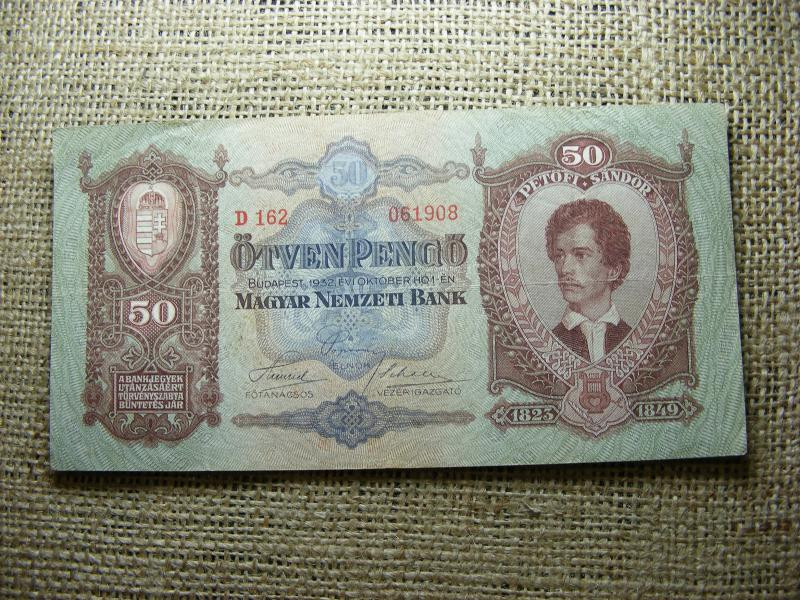 50
50
PETŐFI · SÁNDOR
D 162 061908
ÖTVEN PENGŐ
BUDAPEST, 1932. ÉVI OKTÓBER HÓ 1-ÉN
MAGYAR NEMZETI BANK
50
ELNÖK
FŐTANÁCSOS VEZÉRIGAZGATÓ
A BANKJEGYEK
UTÁNZÁSÁÉRT
TÖRVÉNYSZABTA
BÜNTETÉS JÁR
1823 1849